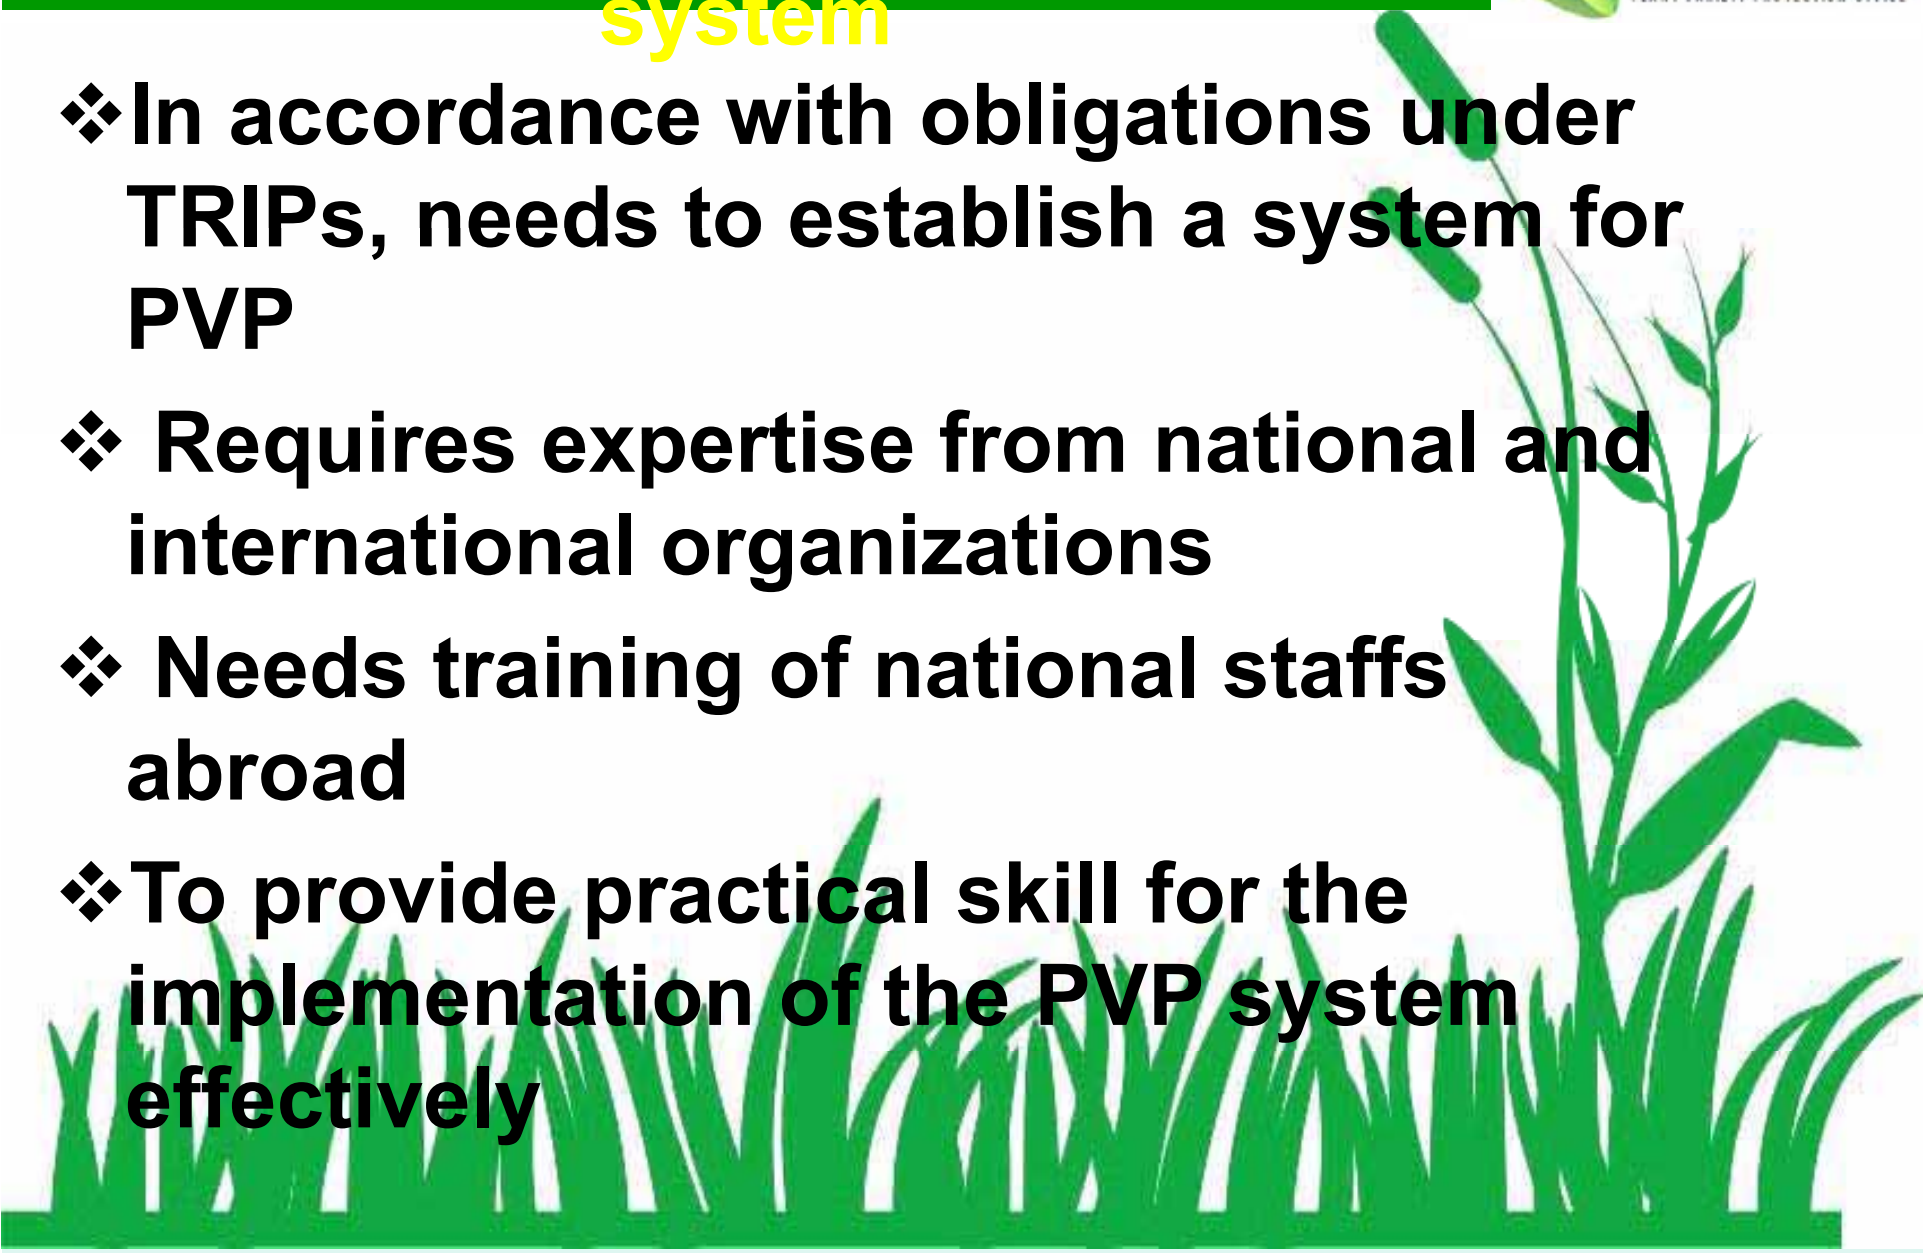 system
❖In accordance with obligations under
TRIPs, needs to establish a system for
PVP
❖ Requires expertise from national and
international organizations
❖ Needs training of national staffs
abroad
❖To provide practical skill for the
implementation of the PVP system
effectively